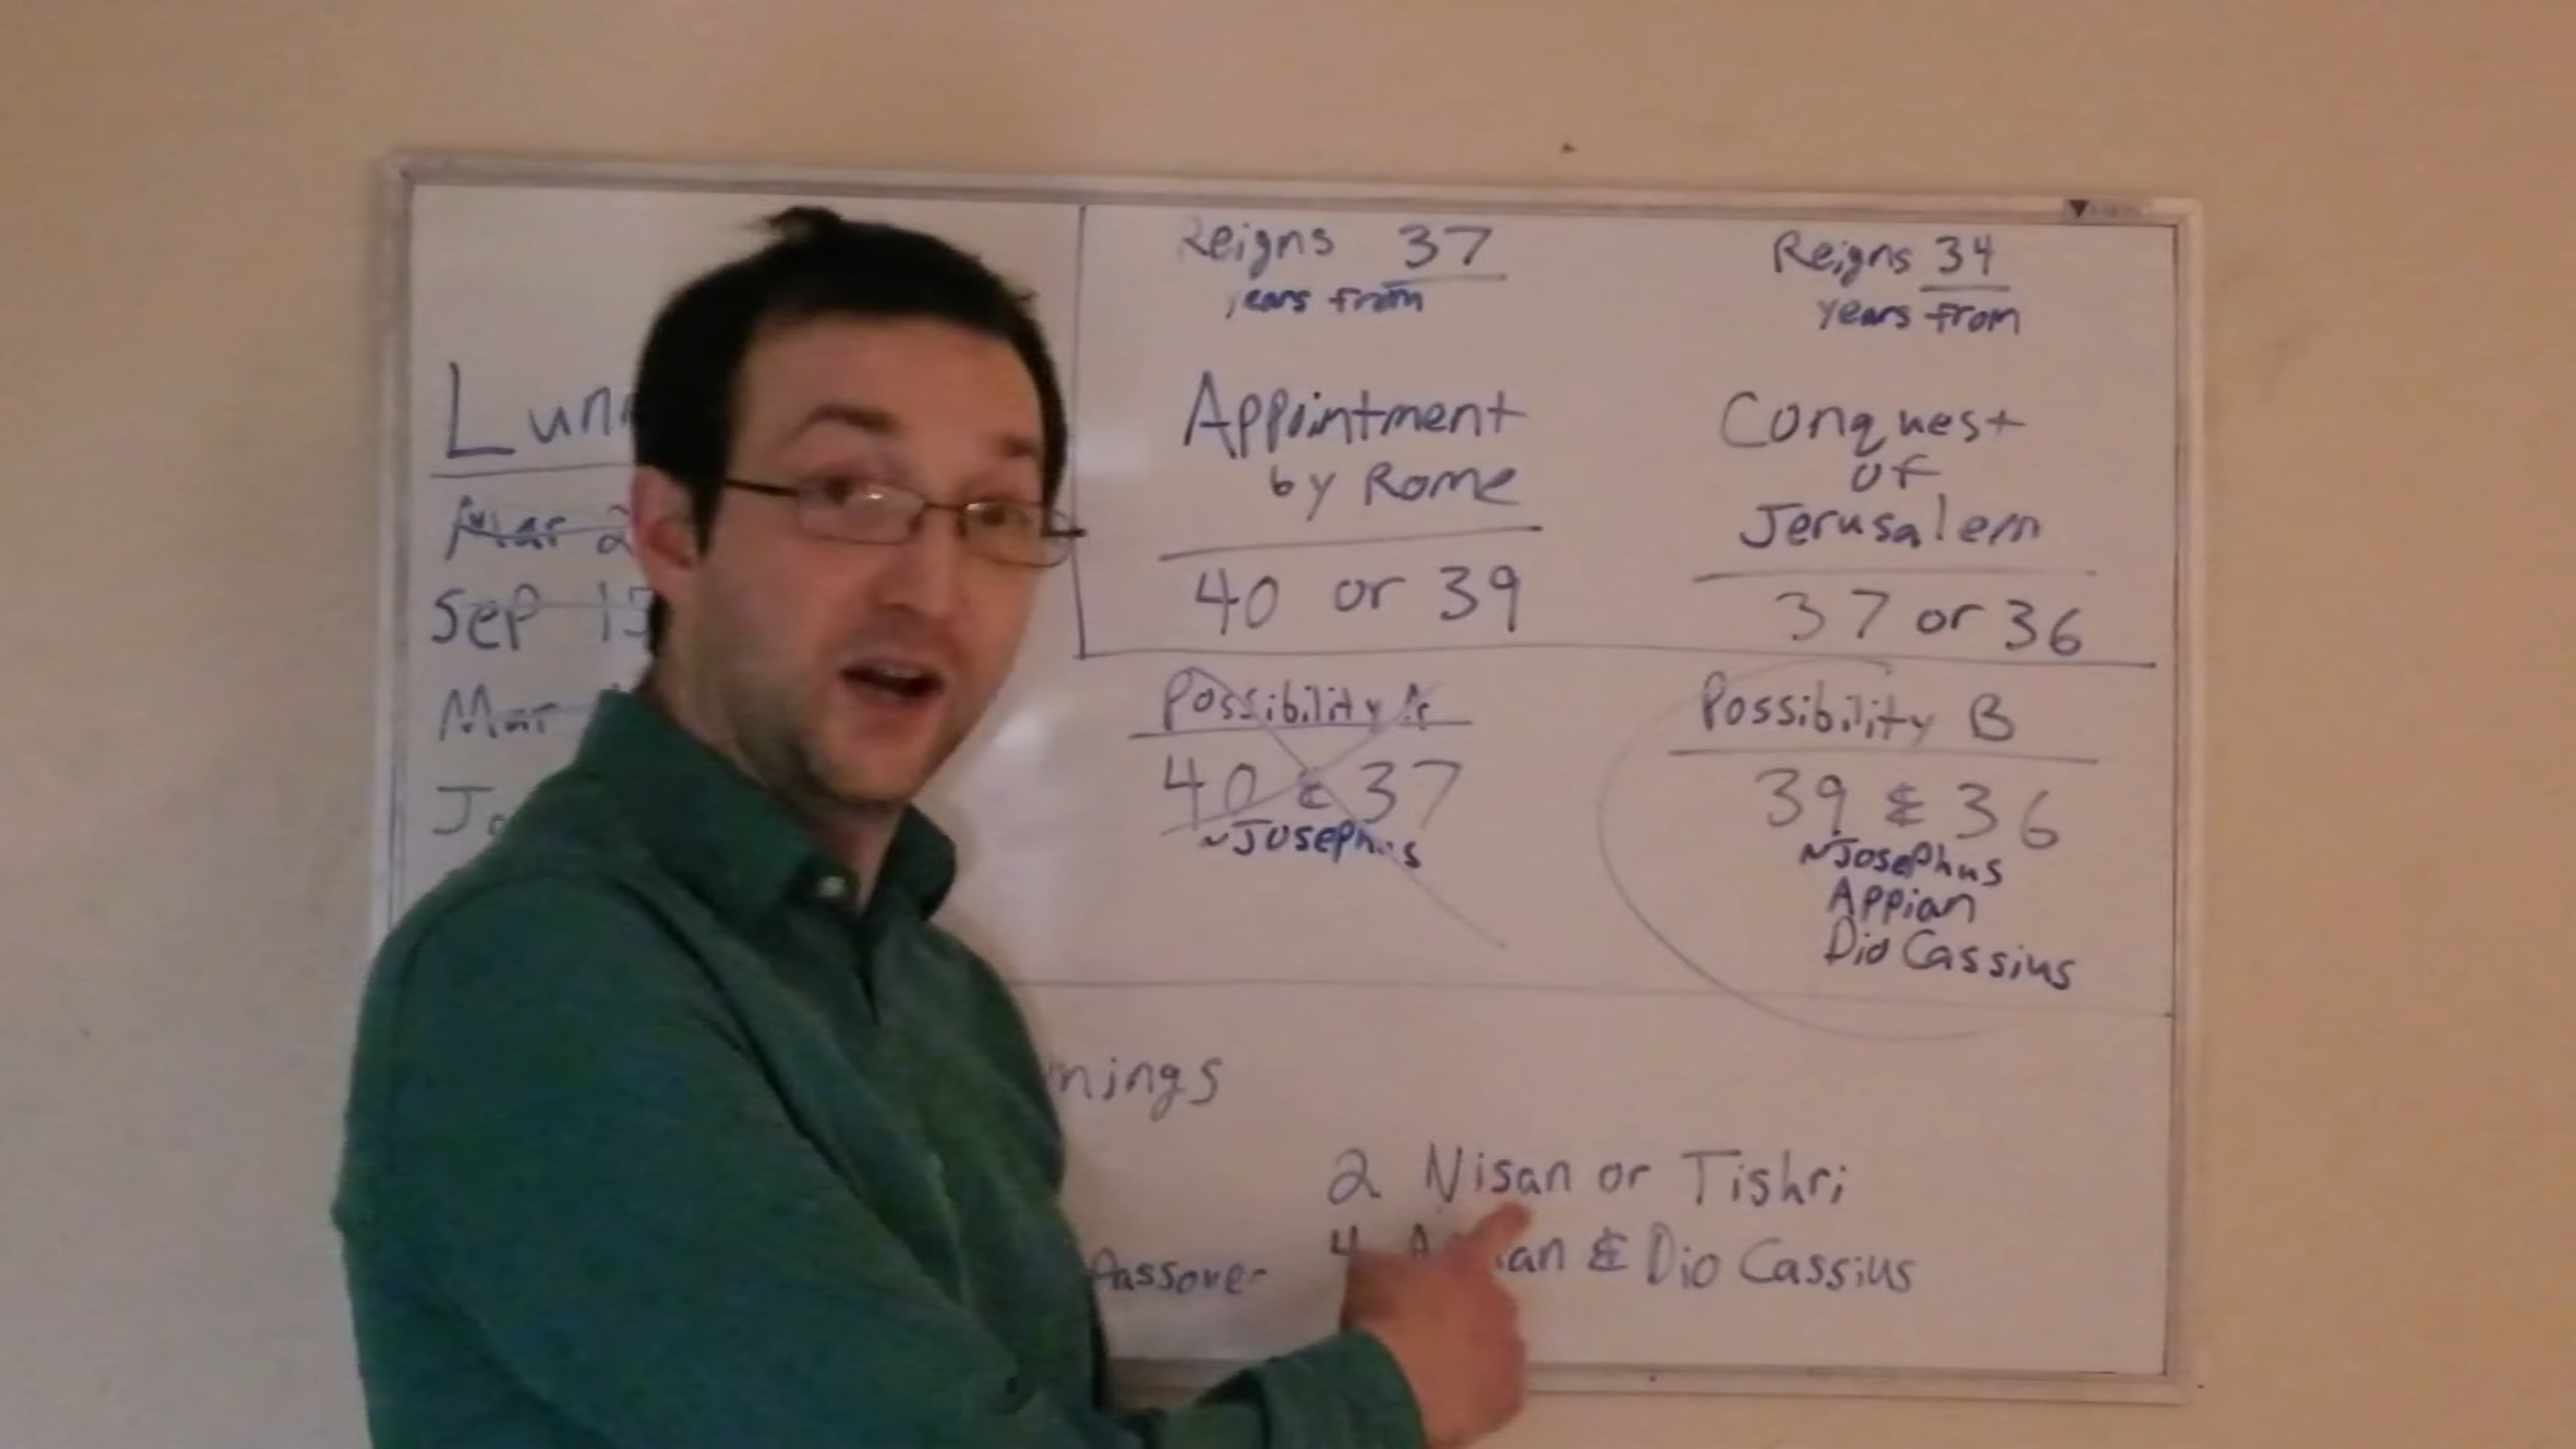 Reigns 37
years from
Appointment
by Rome
40 or 39
Reigns 34
years from
Conquest
of
Jerusalem
37 or 36
Mar 2
Sep 15
Mar
Possibility A
40 & 37
~Josephus
Possibility B
39 & 36
~Josephus
Appian
Dio Cassius
2 Nisan or Tishri
Passover
4 & Dio Cassius